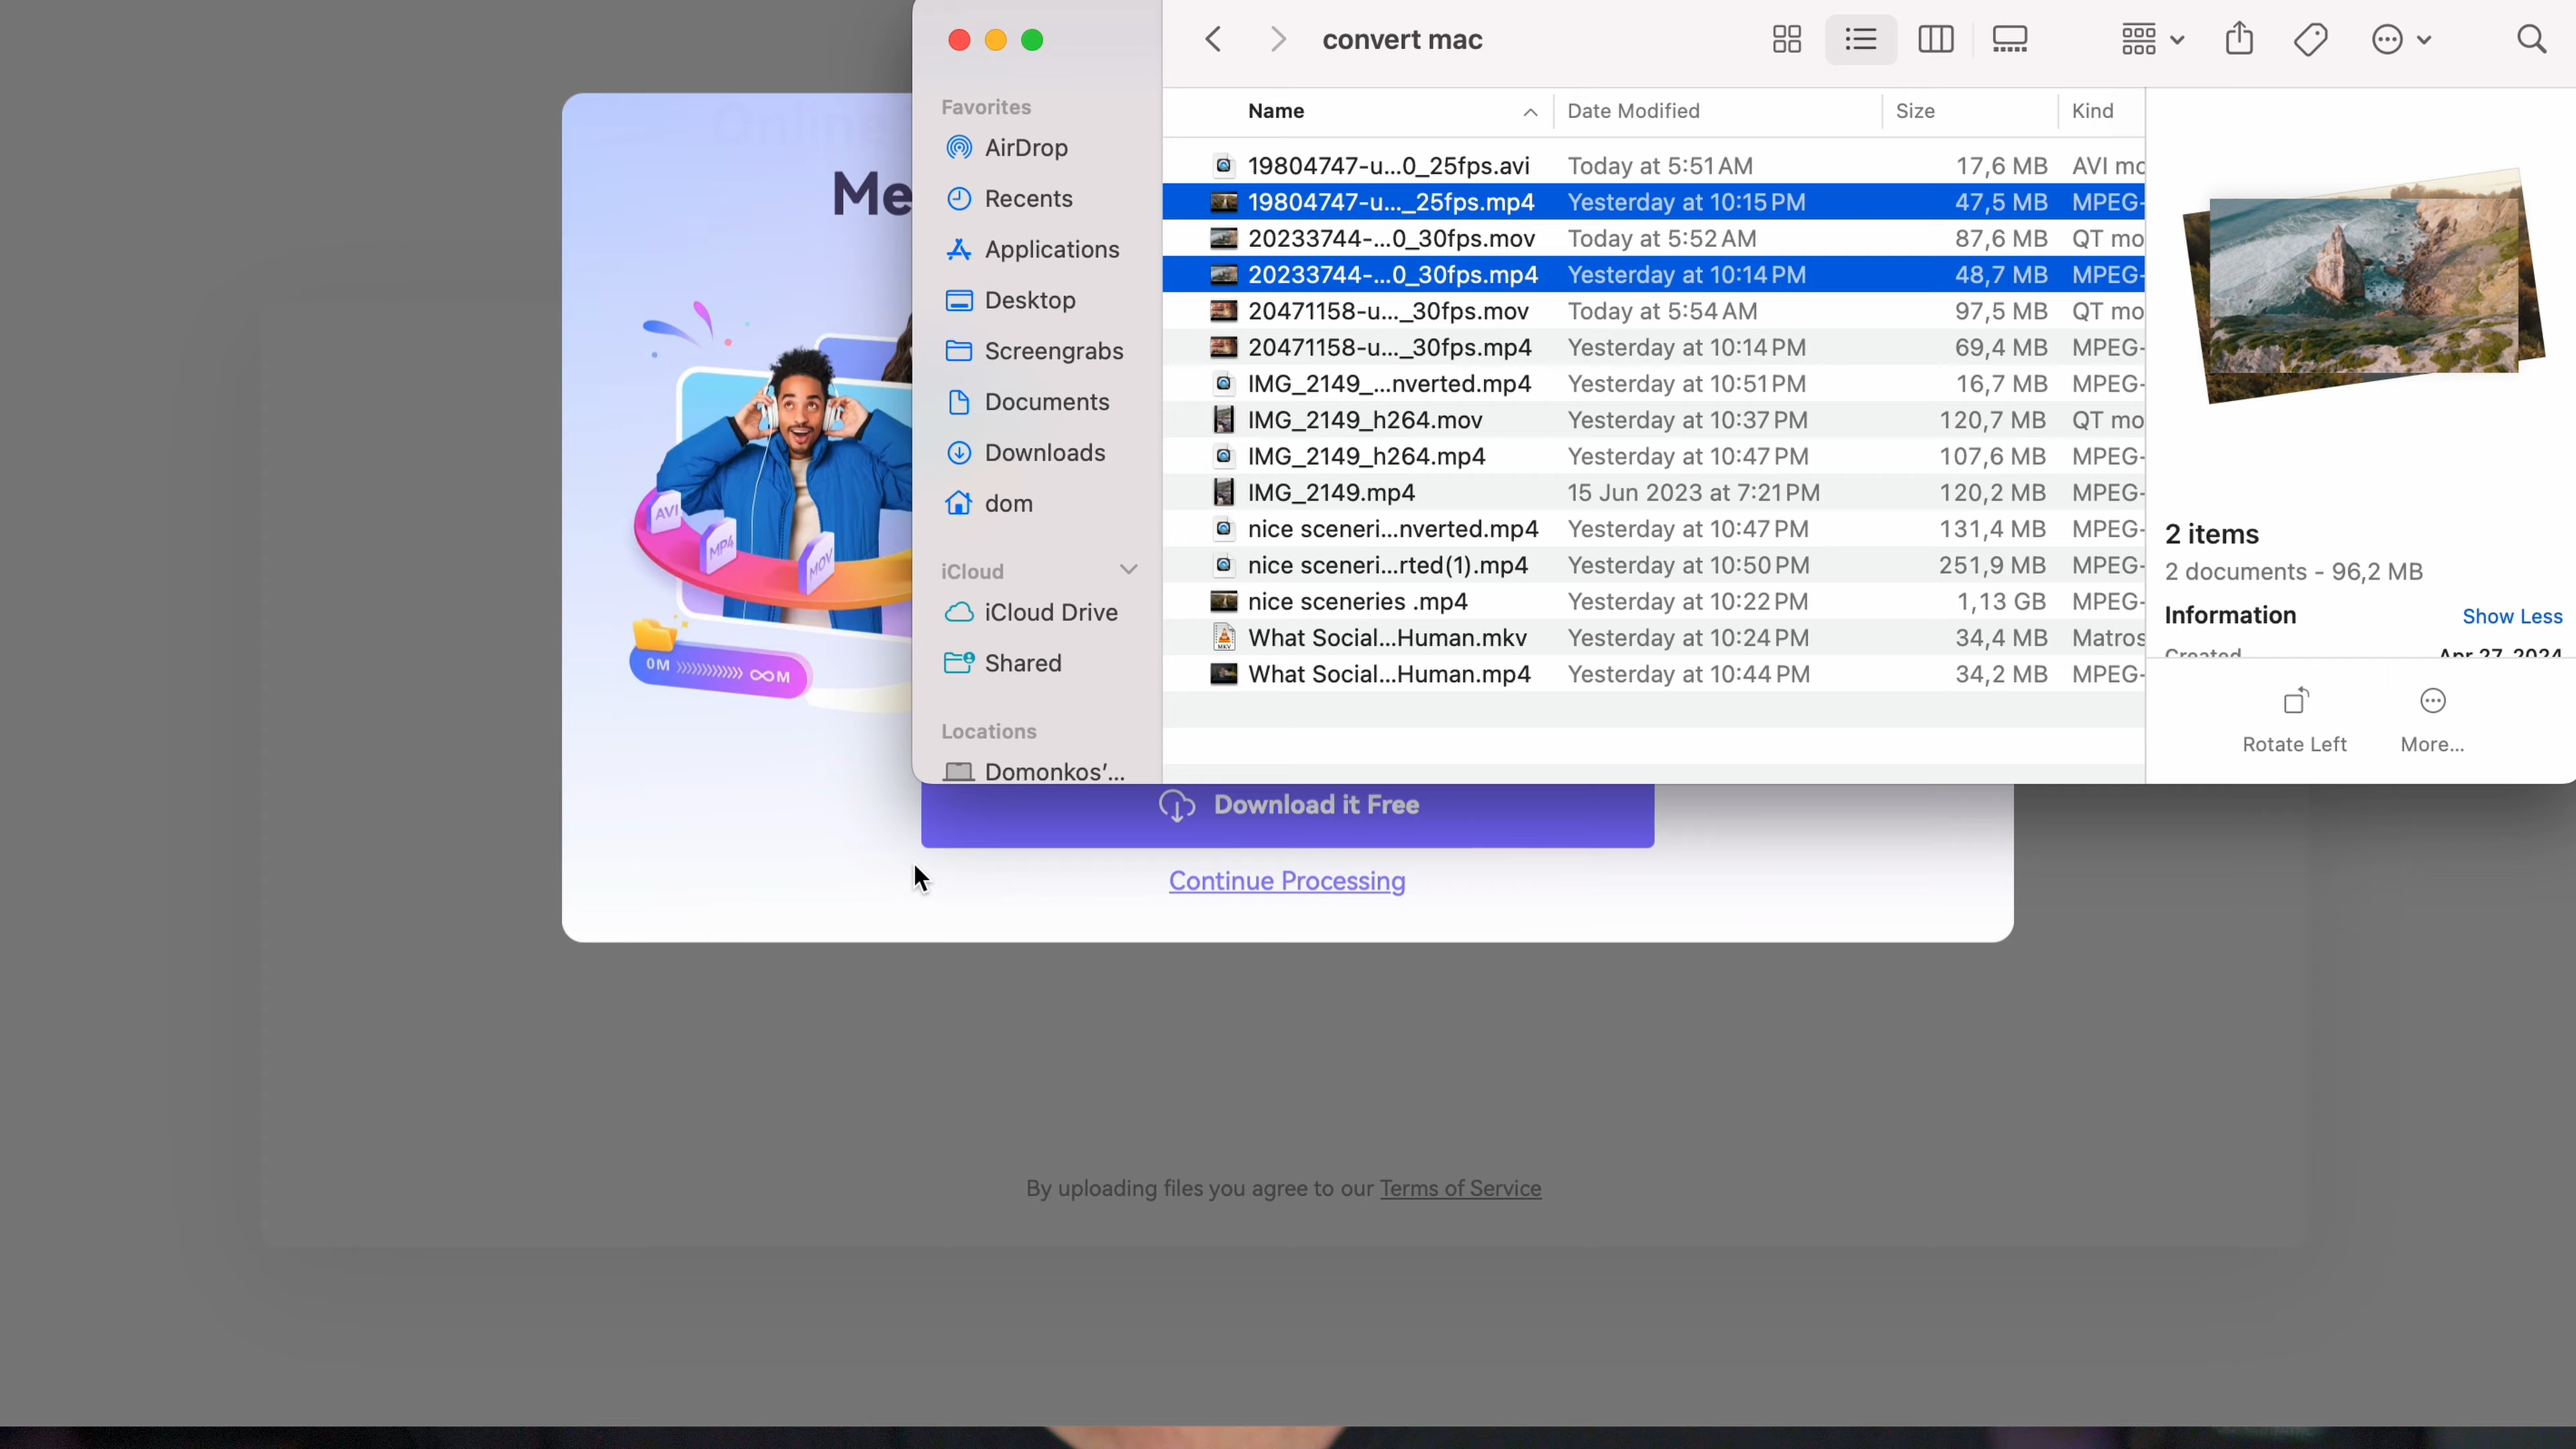 convert mac
Favorites
AirDrop
Recents
Applications
Desktop
Screengrabs
Documents
Downloads
dom
iCloud
iCloud Drive
Shared
Locations
Domonkos’...
Name Date Modified Size Kind
19804747-u...0_25fps.avi Today at 5:51 AM 17,6 MB AVI mo
19804747-u..._25fps.mp4 Yesterday at 10:15 PM 47,5 MB MPEG-
20233744-...0_30fps.mov Today at 5:52 AM 87,6 MB QT mo
20233744-...0_30fps.mp4 Yesterday at 10:14 PM 48,7 MB MPEG-
20471158-u..._30fps.mov Today at 5:54 AM 97,5 MB QT mo
20471158-u..._30fps.mp4 Yesterday at 10:14 PM 69,4 MB MPEG-
IMG_2149_...nverted.mp4 Yesterday at 10:51 PM 16,7 MB MPEG-
IMG_2149_h264.mov Yesterday at 10:37 PM 120,7 MB QT mo
IMG_2149_h264.mp4 Yesterday at 10:47 PM 107,6 MB MPEG-
IMG_2149.mp4 15 Jun 2023 at 7:21 PM 120,2 MB MPEG-
nice sceneri...nverted.mp4 Yesterday at 10:47 PM 131,4 MB MPEG-
nice sceneri...rted(1).mp4 Yesterday at 10:50 PM 251,9 MB MPEG-
nice sceneries .mp4 Yesterday at 10:22 PM 1,13 GB MPEG-
What Social...Human.mkv Yesterday at 10:24 PM 34,4 MB Matros
What Social...Human.mp4 Yesterday at 10:44 PM 34,2 MB MPEG-
2 items
2 documents - 96,2 MB
Information Show Less
Created Apr 27, 2024
Rotate Left More...
Online
Me
AVI
MP4
MOV
0M ∞M
Download it Free
Continue Processing
By uploading files you agree to our Terms of Service